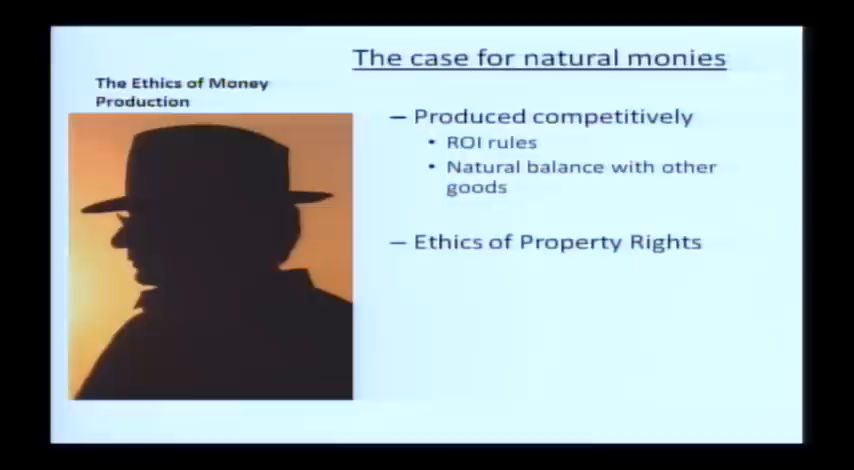 The case for natural monies
The Ethics of Money
Production
– Produced competitively
• ROI rules
• Natural balance with other
goods
– Ethics of Property Rights